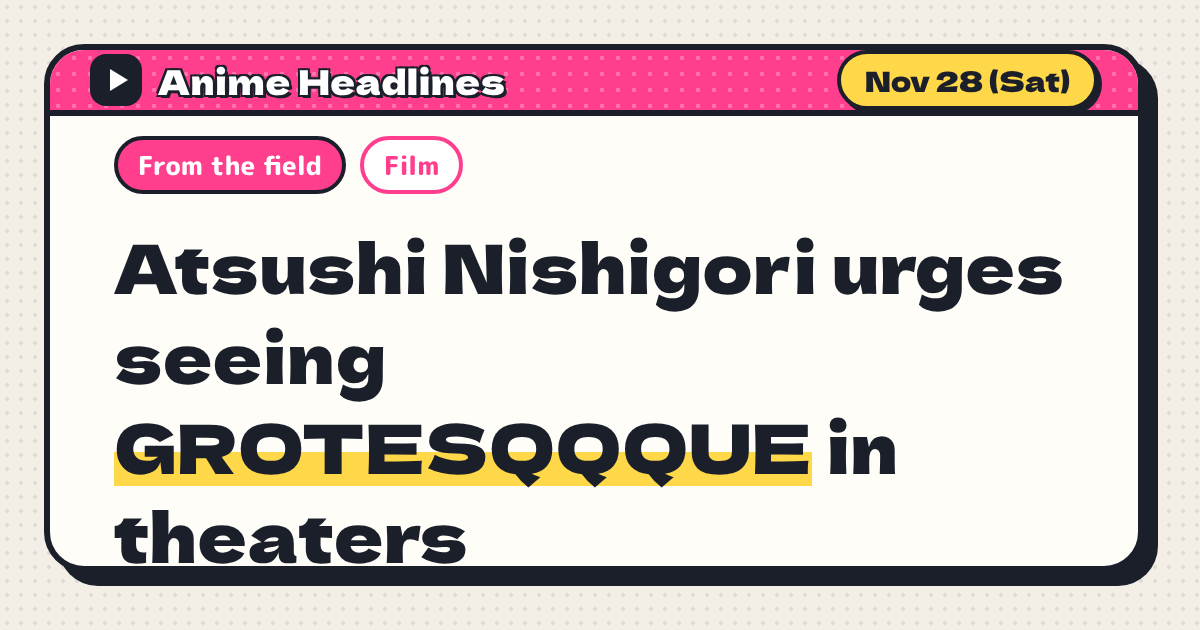 Anime Headlines
Nov 28 (Sat)
From the field
Film
Atsushi Nishigori urges
seeing
GROTESQQQUE in
theaters